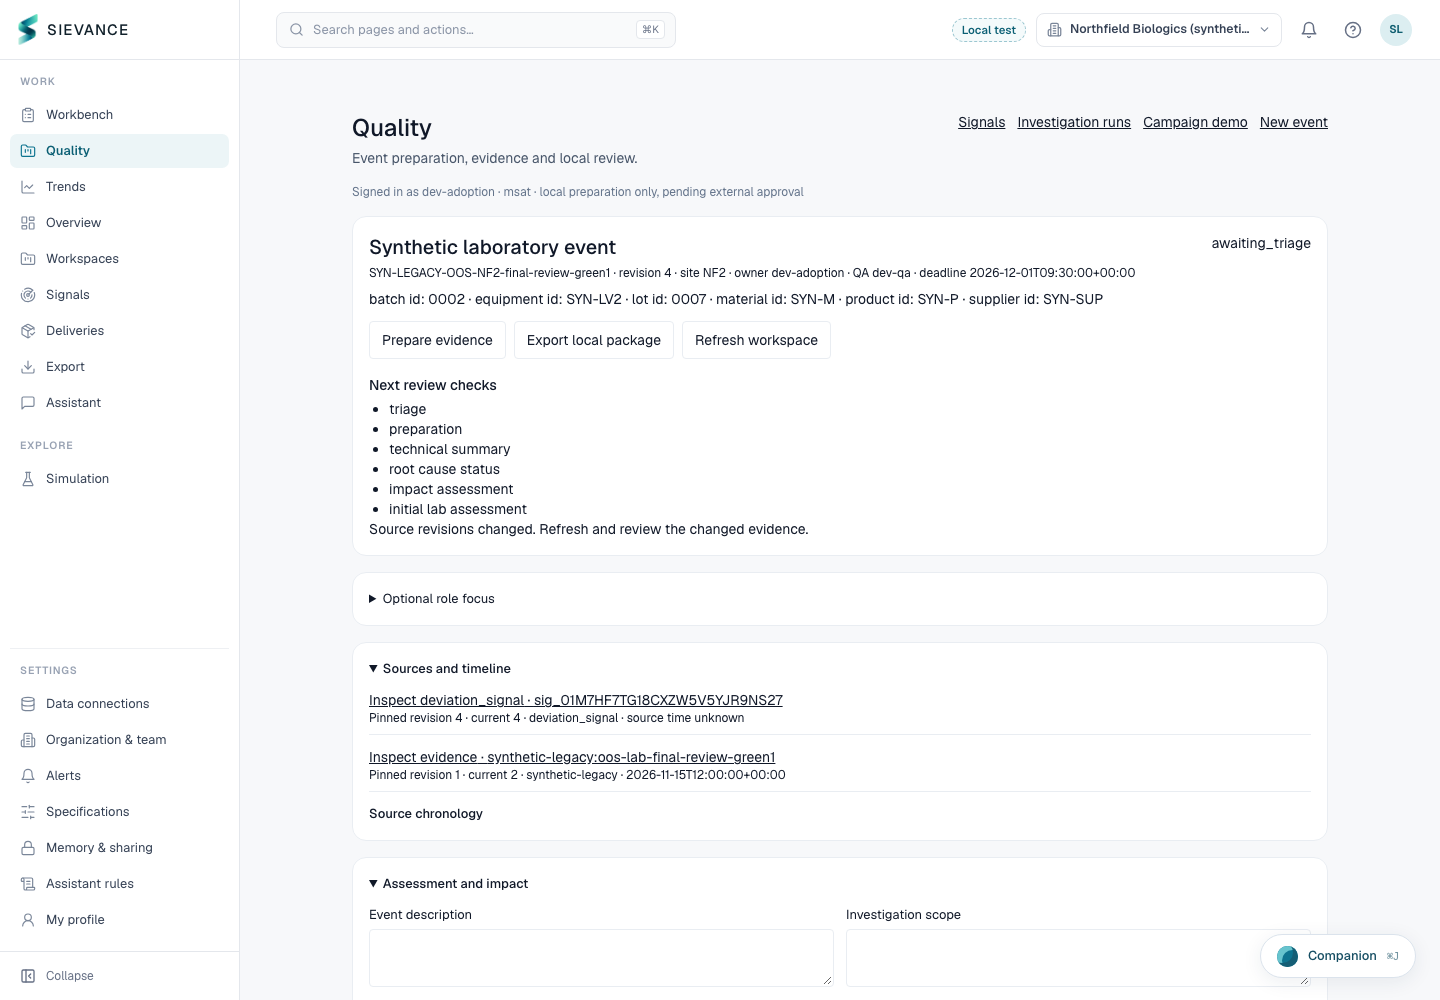 SIEVANCE
Search pages and actions...
⌘K
Local test
Northfield Biologics (syntheti...
SL
WORK
Workbench
Quality
Trends
Overview
Workspaces
Signals
Deliveries
Export
Assistant
EXPLORE
Simulation
SETTINGS
Data connections
Organization & team
Alerts
Specifications
Memory & sharing
Assistant rules
My profile
Collapse
Quality
Signals Investigation runs Campaign demo New event
Event preparation, evidence and local review.
Signed in as dev-adoption · msat · local preparation only, pending external approval
Synthetic laboratory event
awaiting_triage
SYN-LEGACY-OOS-NF2-final-review-green1 · revision 4 · site NF2 · owner dev-adoption · QA dev-qa · deadline 2026-12-01T09:30:00+00:00
batch id: 0002 · equipment id: SYN-LV2 · lot id: 0007 · material id: SYN-M · product id: SYN-P · supplier id: SYN-SUP
Prepare evidence Export local package Refresh workspace
Next review checks
• triage
• preparation
• technical summary
• root cause status
• impact assessment
• initial lab assessment
Source revisions changed. Refresh and review the changed evidence.
Optional role focus
Sources and timeline
Inspect deviation_signal · sig_01M7HF7TG18CXZW5V5YJR9NS27
Pinned revision 4 · current 4 · deviation_signal · source time unknown
Inspect evidence · synthetic-legacy:oos-lab-final-review-green1
Pinned revision 1 · current 2 · synthetic-legacy · 2026-11-15T12:00:00+00:00
Source chronology
Assessment and impact
Event description
Investigation scope
Companion ⌘J